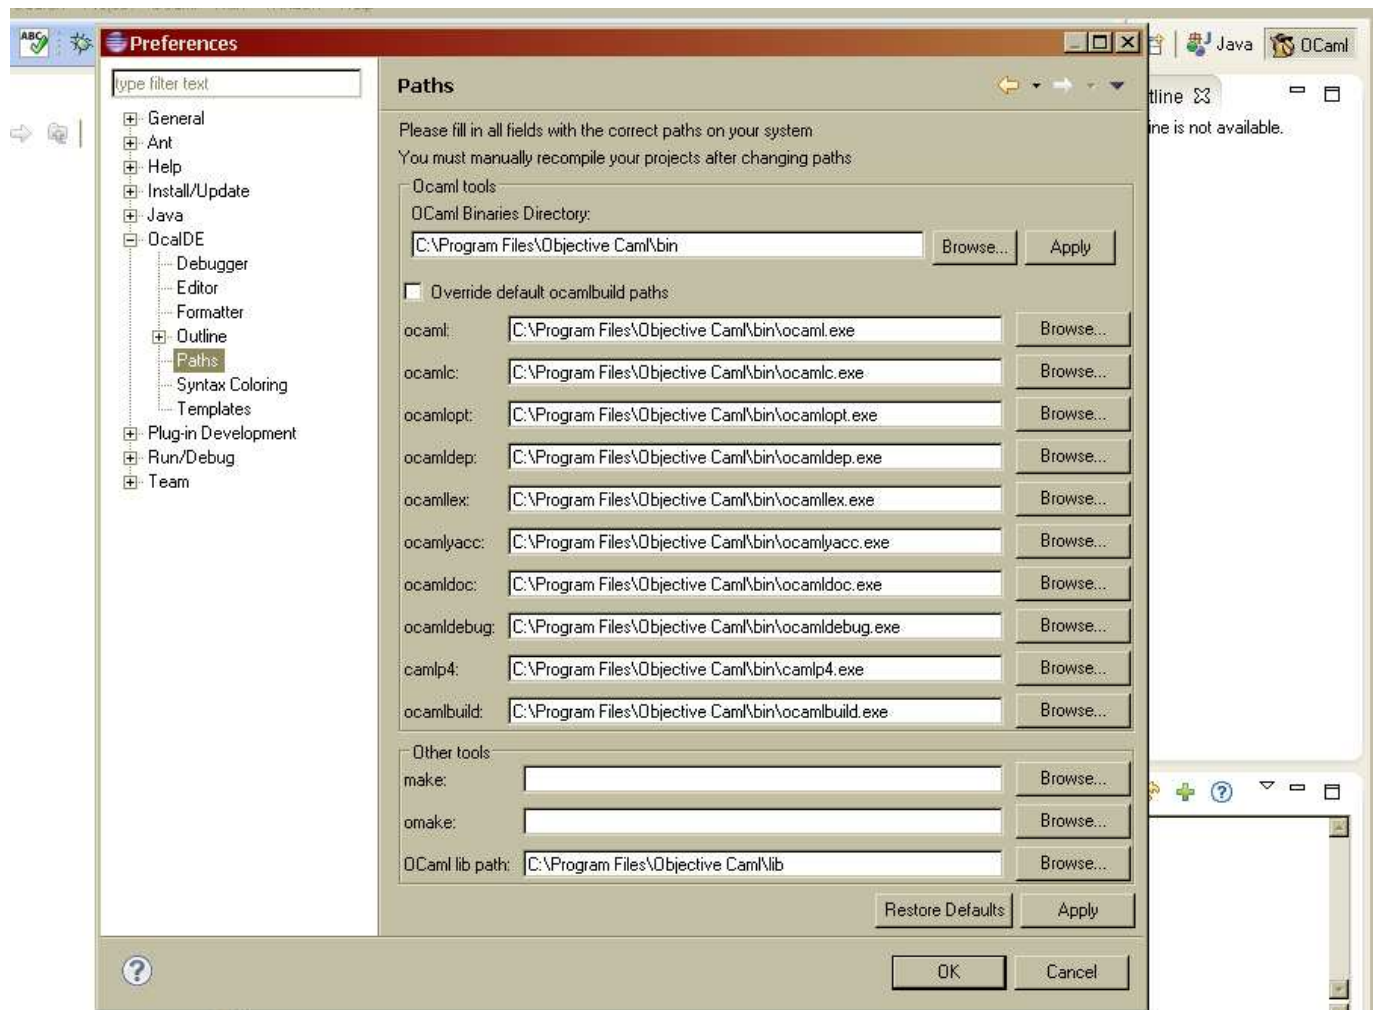 ABC
Preferences
Java
OCaml
type filter text
Paths
tline
ine is not available.
General
Ant
Help
Install/Update
Java
OcaIDE
Debugger
Editor
Formatter
Outline
Paths
Syntax Coloring
Templates
Plug-in Development
Run/Debug
Team
Please fill in all fields with the correct paths on your system
You must manually recompile your projects after changing paths
Ocaml tools
OCaml Binaries Directory:
C:\Program Files\Objective Caml\bin Browse... Apply
Override default ocamlbuild paths
ocaml: C:\Program Files\Objective Caml\bin\ocaml.exe Browse...
ocamlc: C:\Program Files\Objective Caml\bin\ocamlc.exe Browse...
ocamlopt: C:\Program Files\Objective Caml\bin\ocamlopt.exe Browse...
ocamldep: C:\Program Files\Objective Caml\bin\ocamldep.exe Browse...
ocamllex: C:\Program Files\Objective Caml\bin\ocamllex.exe Browse...
ocamlyacc: C:\Program Files\Objective Caml\bin\ocamlyacc.exe Browse...
ocamldoc: C:\Program Files\Objective Caml\bin\ocamldoc.exe Browse...
ocamldebug: C:\Program Files\Objective Caml\bin\ocamldebug.exe Browse...
camlp4: C:\Program Files\Objective Caml\bin\camlp4.exe Browse...
ocamlbuild: C:\Program Files\Objective Caml\bin\ocamlbuild.exe Browse...
Other tools
make: Browse...
omake: Browse...
OCaml lib path: C:\Program Files\Objective Caml\lib Browse...
Restore Defaults Apply
OK Cancel